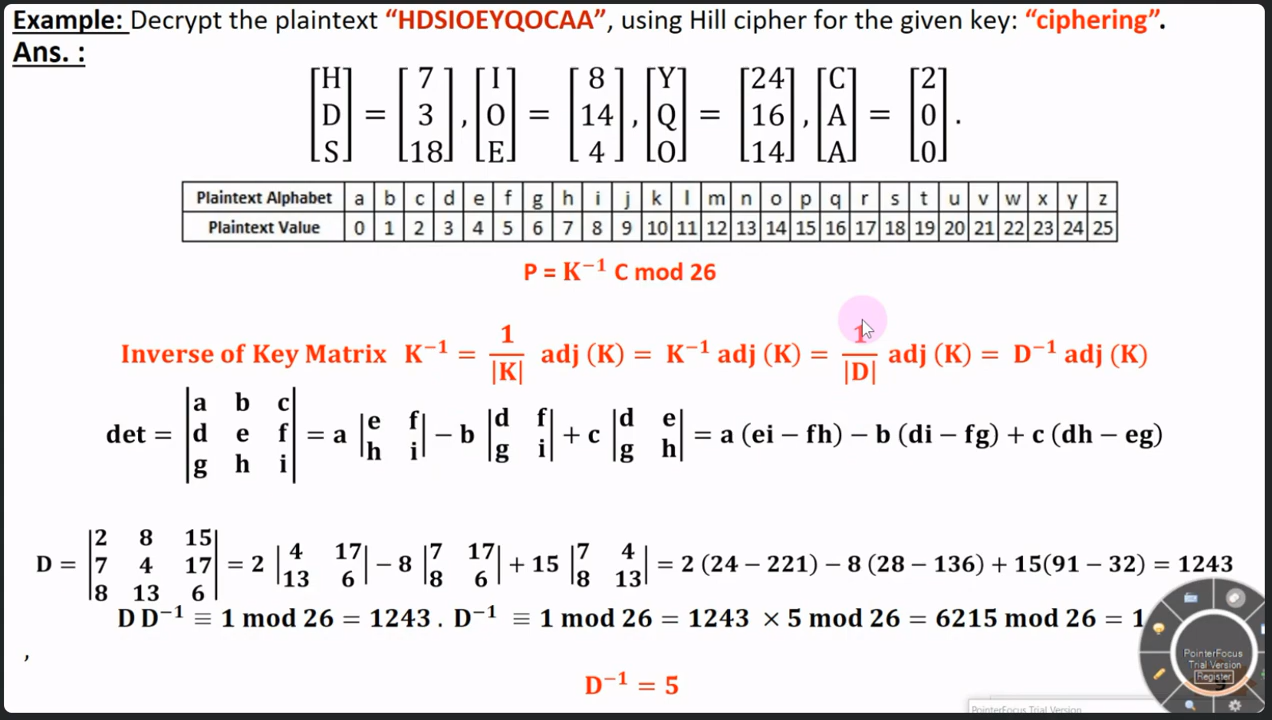 Example: Decrypt the plaintext “HDSIOEYQOCAA”, using Hill cipher for the given key: “ciphering”.
Ans. :
[H D S] = [7 3 18], [I O E] = [8 14 4], [Y Q O] = [24 16 14], [C A A] = [2 0 0].
Plaintext Alphabet a b c d e f g h i j k l m n o p q r s t u v w x y z
Plaintext Value 0 1 2 3 4 5 6 7 8 9 10 11 12 13 14 15 16 17 18 19 20 21 22 23 24 25
P = K⁻¹ C mod 26
Inverse of Key Matrix K⁻¹ = 1/|K| adj (K) = K⁻¹ adj (K) = 1/|D| adj (K) = D⁻¹ adj (K)
det = |a b c d e f g h i| = a |e f h i| − b |d f g i| + c |d e g h| = a (ei − fh) − b (di − fg) + c (dh − eg)
D = |2 8 15 7 4 17 8 13 6| = 2 |4 17 13 6| − 8 |7 17 8 6| + 15 |7 4 8 13| = 2 (24 − 221) − 8 (28 − 136) + 15(91 − 32) = 1243
D D⁻¹ ≡ 1 mod 26 = 1243 . D⁻¹ ≡ 1 mod 26 = 1243 × 5 mod 26 = 6215 mod 26 = 1
,
D⁻¹ = 5
PointerFocus
Trial Version
Register
PointerFocus Trial Version